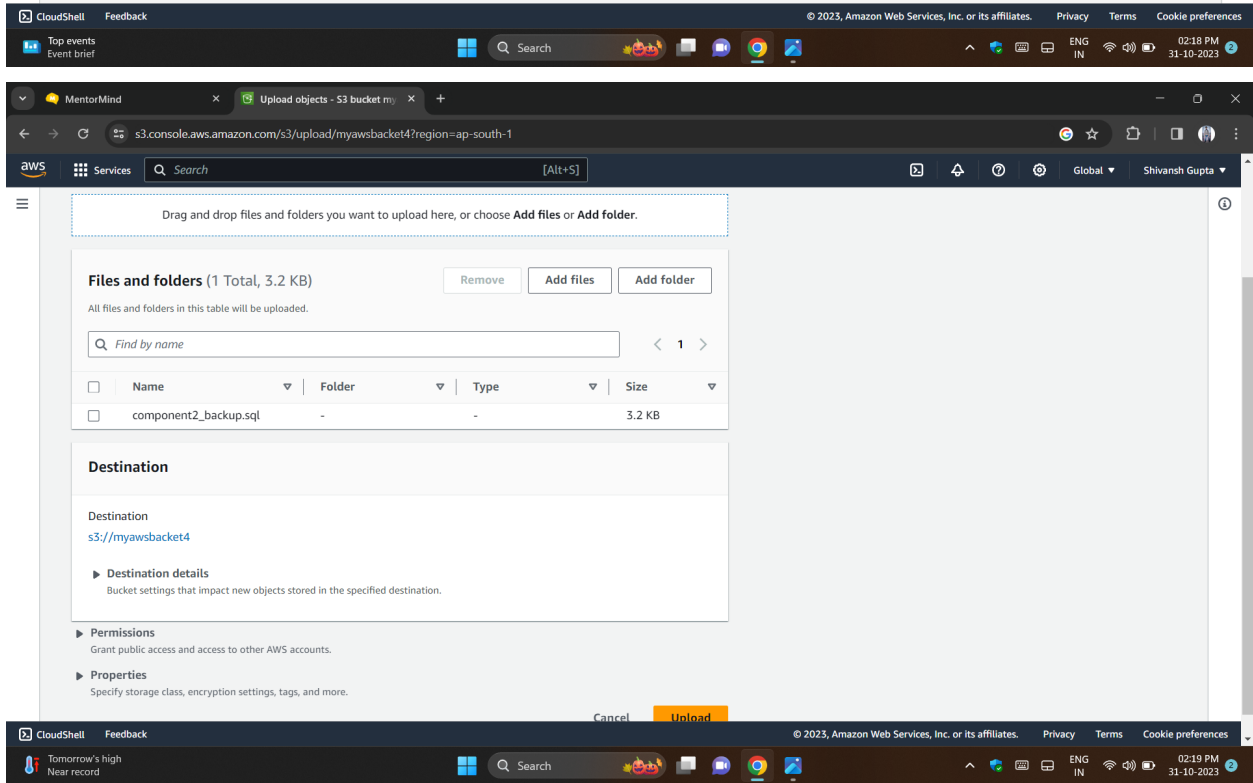 CloudShell Feedback © 2023, Amazon Web Services, Inc. or its affiliates. Privacy Terms Cookie preferences
Top events
Event brief
Search
ENG
IN
02:18 PM
31-10-2023
2
MentorMind
Upload objects - S3 bucket my
s3.console.aws.amazon.com/s3/upload/myawsbacket4?region=ap-south-1
aws Services Search [Alt+S] Global Shivansh Gupta
Drag and drop files and folders you want to upload here, or choose Add files or Add folder.
Files and folders (1 Total, 3.2 KB) Remove Add files Add folder
All files and folders in this table will be uploaded.
Find by name 1
Name Folder Type Size
component2_backup.sql - - 3.2 KB
Destination
Destination
s3://myawsbacket4
Destination details
Bucket settings that impact new objects stored in the specified destination.
Permissions
Grant public access and access to other AWS accounts.
Properties
Specify storage class, encryption settings, tags, and more.
Cancel Upload
CloudShell Feedback © 2023, Amazon Web Services, Inc. or its affiliates. Privacy Terms Cookie preferences
Tomorrow's high
Near record
Search
ENG
IN
02:19 PM
31-10-2023
2